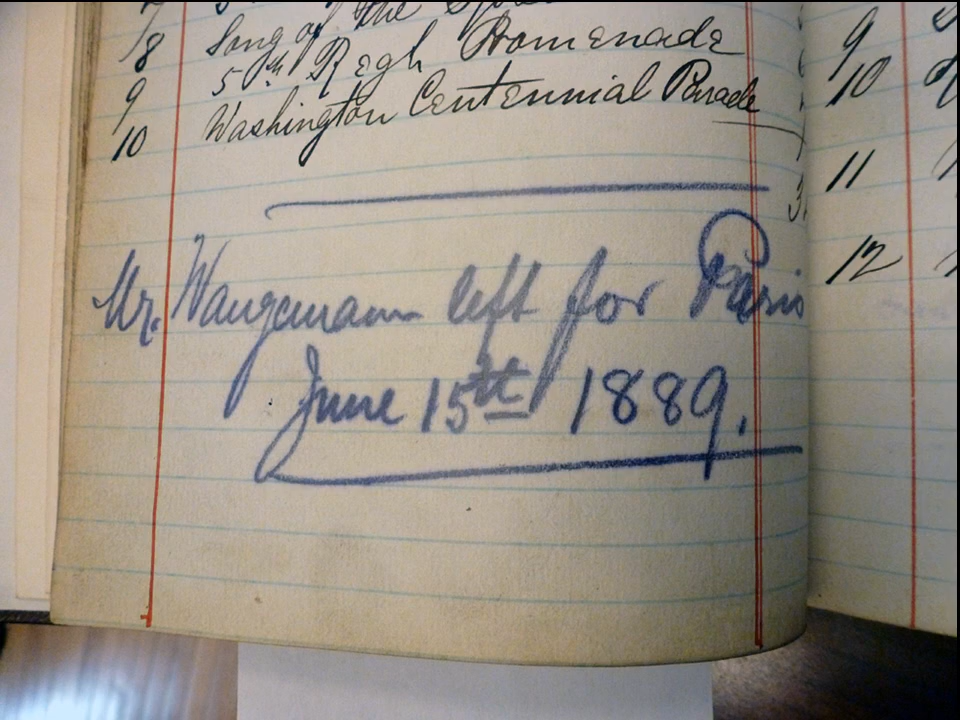 8 Song of the
9 5th Regt Promenade
10 Washington Centennial Parade
Mr. Wangemann left for Paris
June 15th 1889.
9
10
11
12